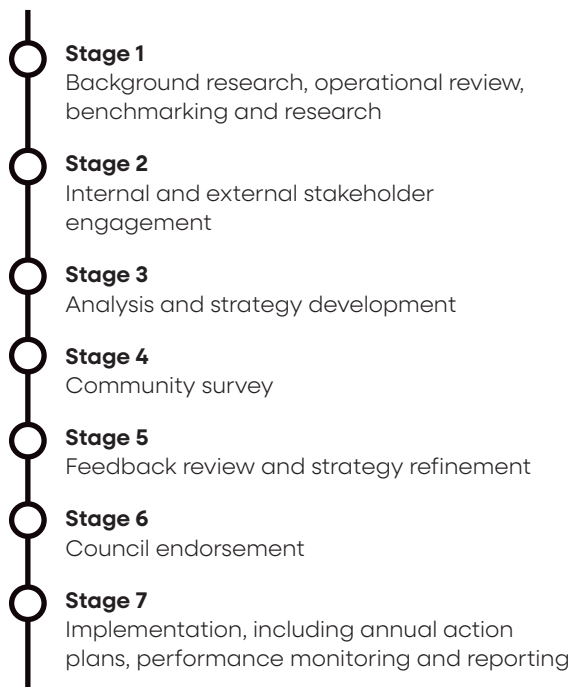 Stage 1
Background research, operational review,
benchmarking and research
Stage 2
Internal and external stakeholder
engagement
Stage 3
Analysis and strategy development
Stage 4
Community survey
Stage 5
Feedback review and strategy refinement
Stage 6
Council endorsement
Stage 7
Implementation, including annual action
plans, performance monitoring and reporting